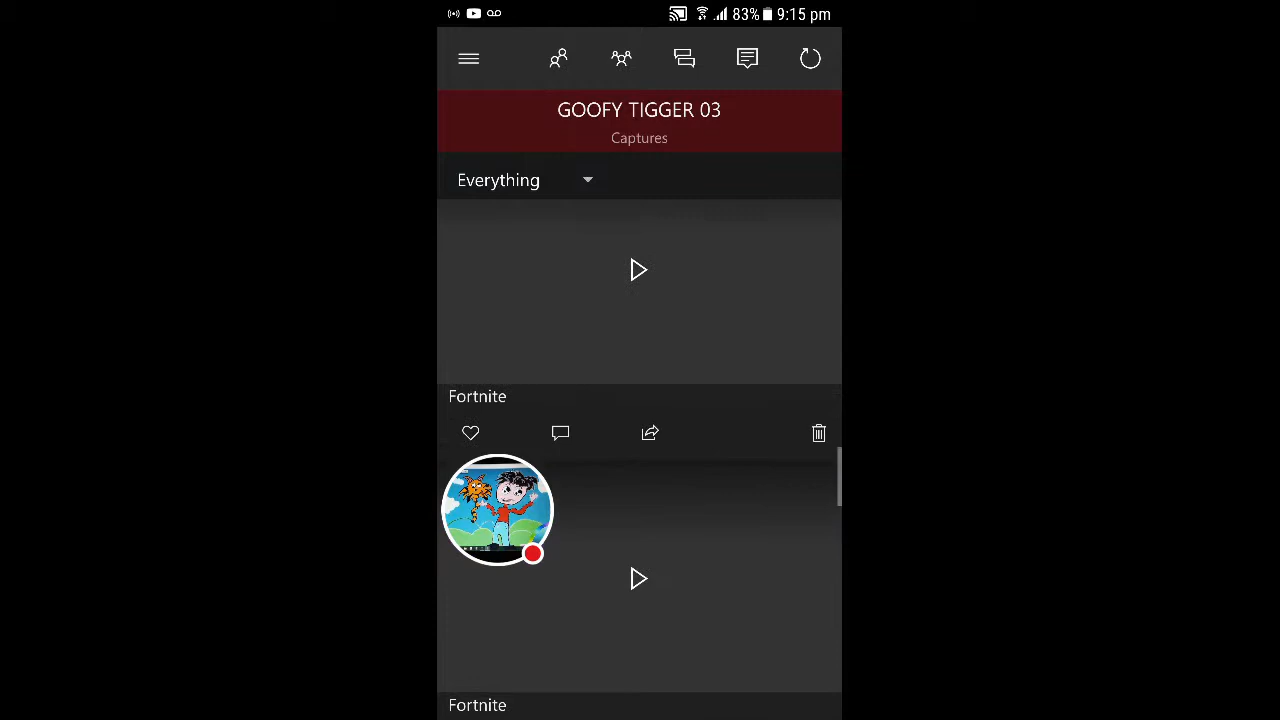 83% 9:15 pm
GOOFY TIGGER 03
Captures
Everything
Fortnite
Fortnite